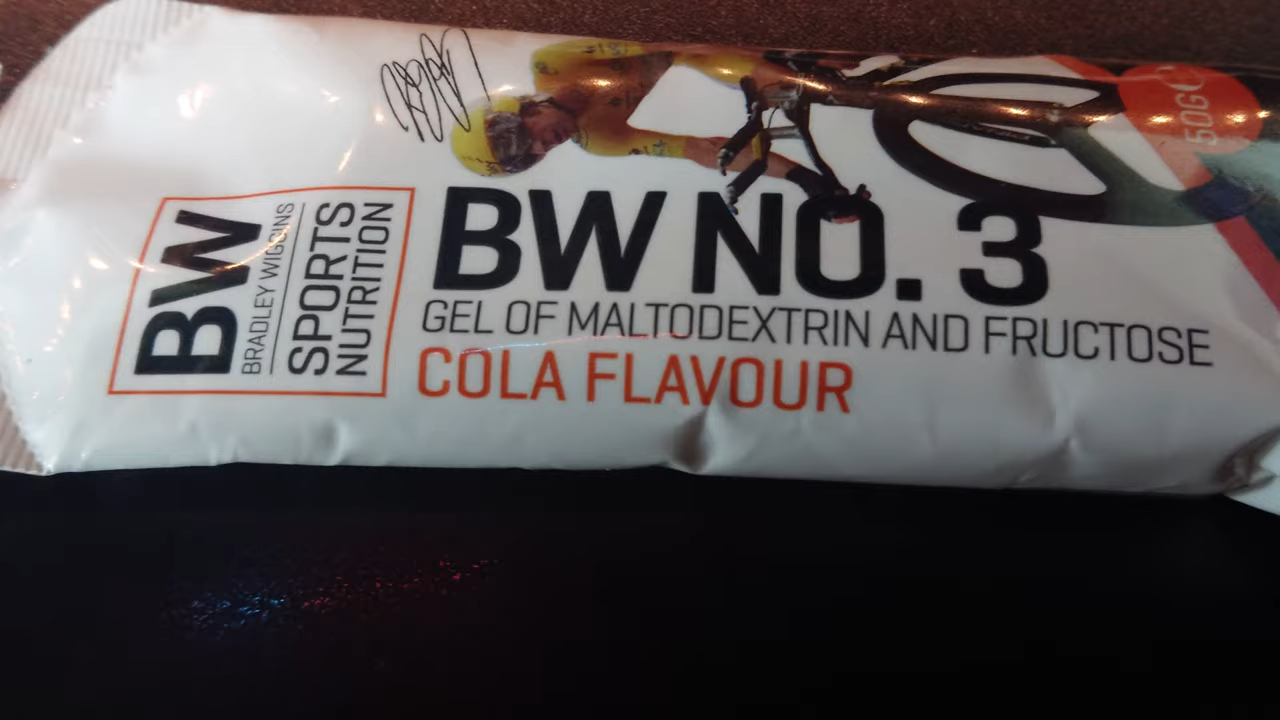 BW
BRADLEY WIGGINS
SPORTS
NUTRITION
BW NO. 3
GEL OF MALTODEXTRIN AND FRUCTOSE
COLA FLAVOUR
50G